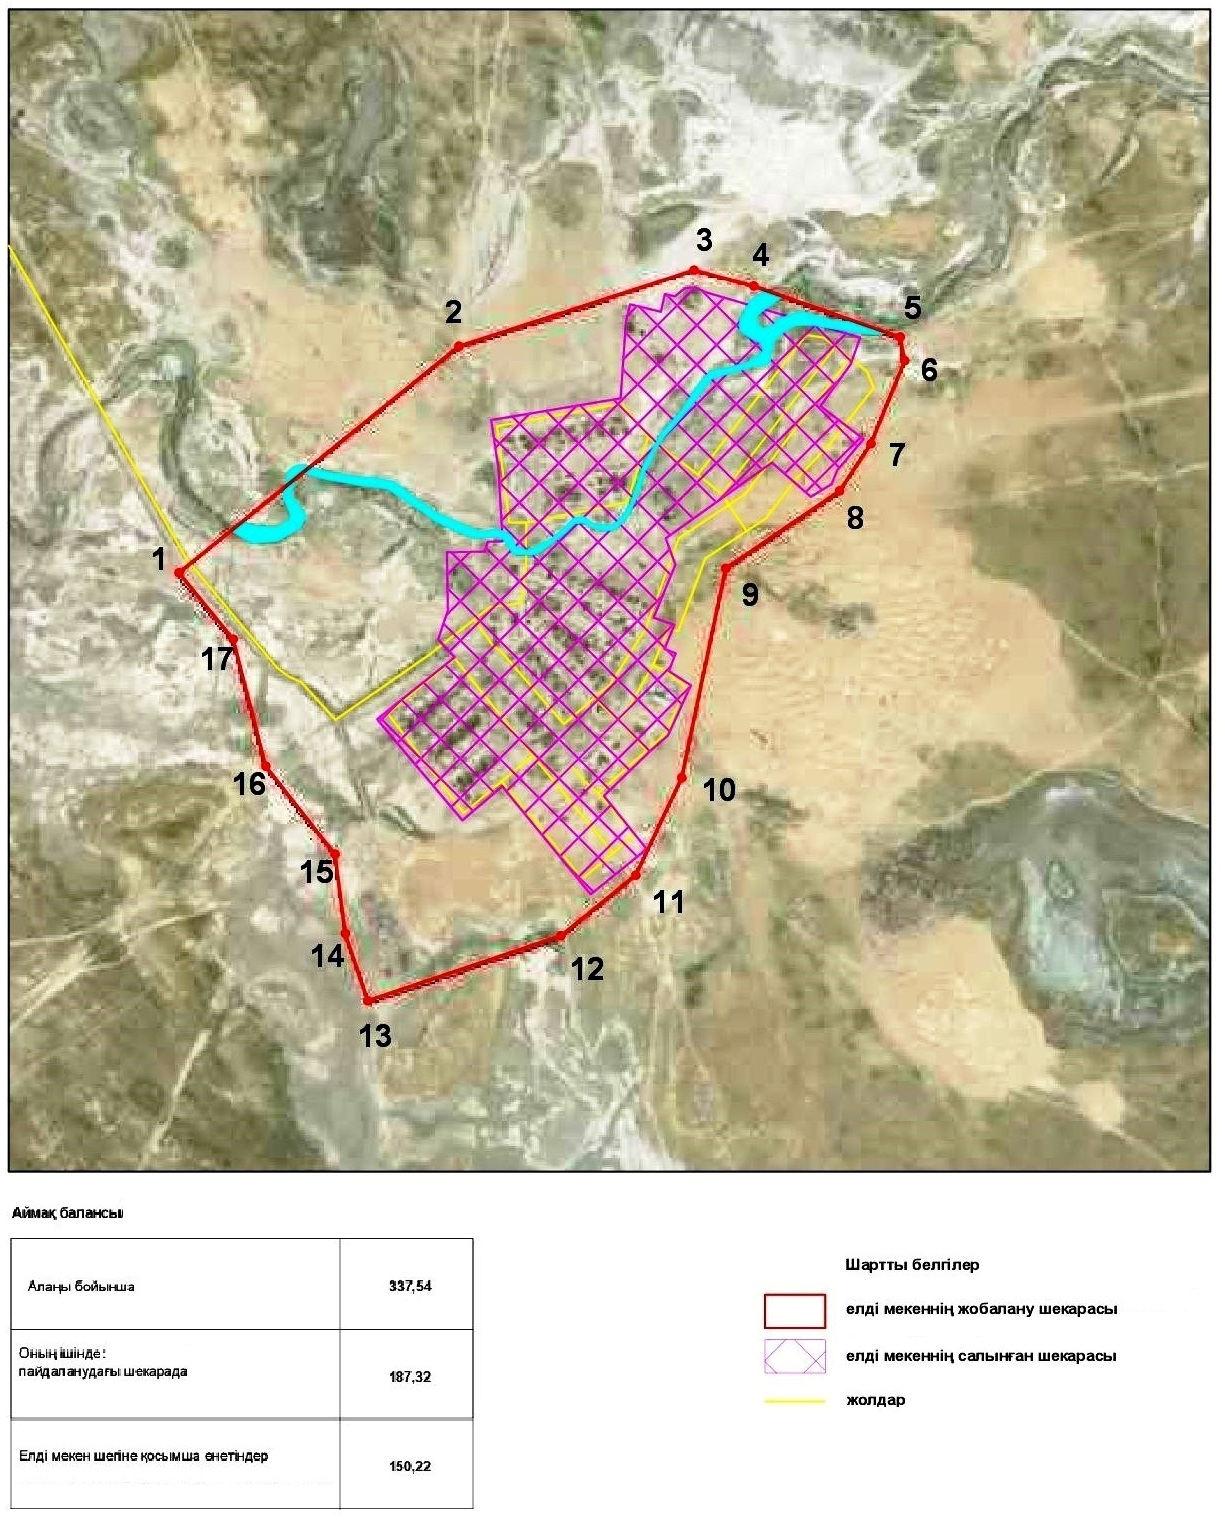 3
4
2
5
6
7
8
1
9
17
16
10
15
11
14
12
13
Аймақ балансы
Алаңы бойынша 337,54
Оның ішінде:
пайдаланудағы шекарада 187,32
Елді мекен шегіне қосымша енетіндер 150,22
Шартты белгілер
елді мекеннің жобалану шекарасы
елді мекеннің салынған шекарасы
жолдар